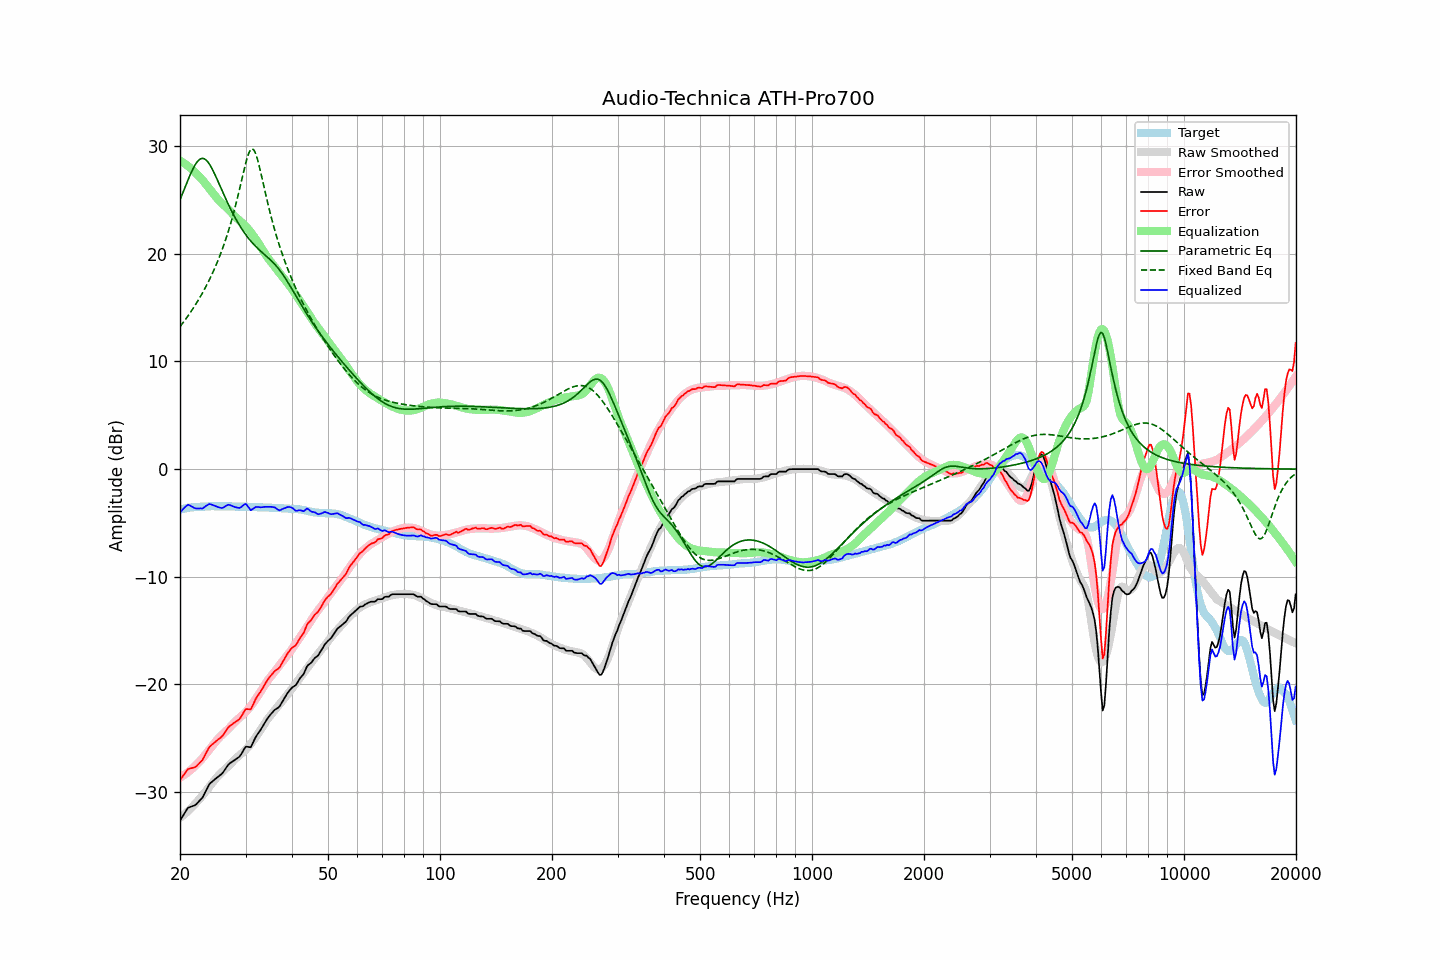 Audio-Technica ATH-Pro700
Target
Raw Smoothed
Error Smoothed
Raw
Error
Equalization
Parametric Eq
Fixed Band Eq
Equalized
Amplitude (dBr)
30
20
10
0
−10
−20
−30
20 50 100 200 500 1000 2000 5000 10000 20000
Frequency (Hz)